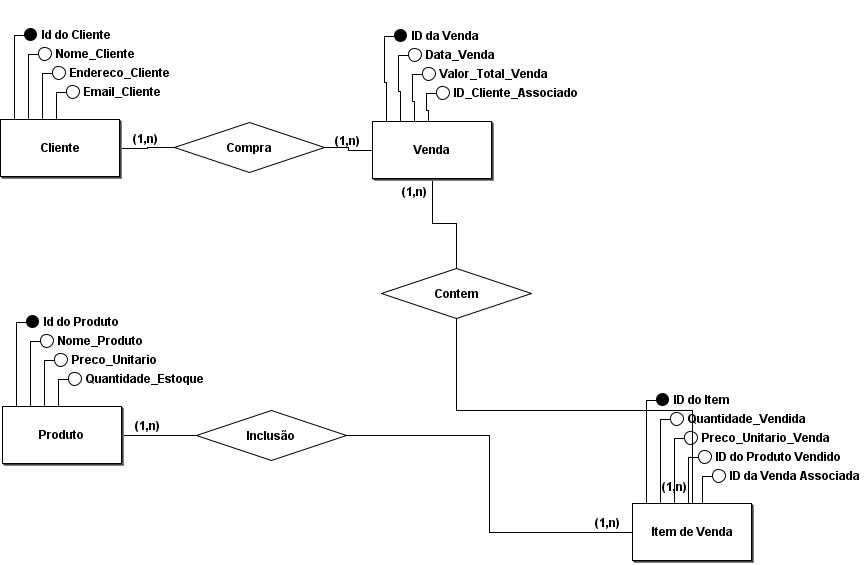 Id do Cliente
Nome_Cliente
Endereco_Cliente
Email_Cliente
Cliente
(1,n)
Compra
(1,n)
ID da Venda
Data_Venda
Valor_Total_Venda
ID_Cliente_Associado
Venda
(1,n)
Contem
Id do Produto
Nome_Produto
Preco_Unitario
Quantidade_Estoque
Produto
(1,n)
Inclusão
(1,n)
ID do Item
Quantidade_Vendida
Preco_Unitario_Venda
ID do Produto Vendido
ID da Venda Associada
(1,n)
Item de Venda